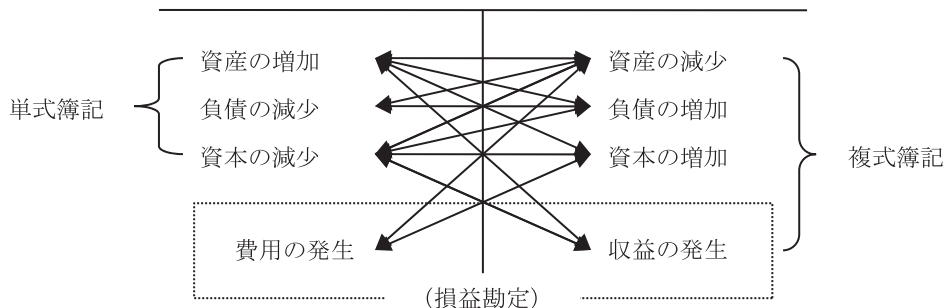 資産の増加 資産の減少
単式簿記 負債の減少 負債の増加
資本の減少 資本の増加 複式簿記
費用の発生 収益の発生
(損益勘定)